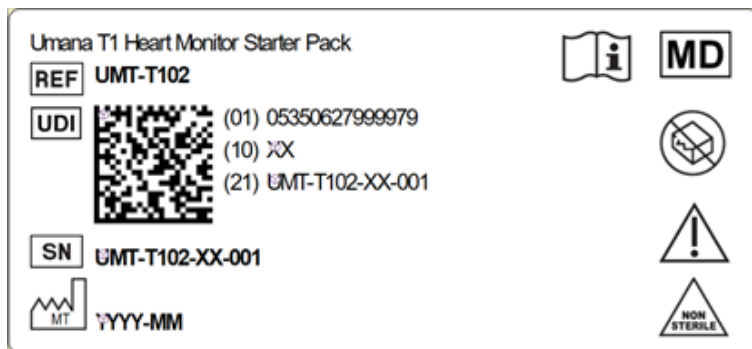 Umana T1 Heart Monitor Starter Pack
REF UMT-T102
UDI (01) 05350627999979
(10) XX
(21) UMT-T102-XX-001
SN UMT-T102-XX-001
MT YYYY-MM
i
MD
NON
STERILE